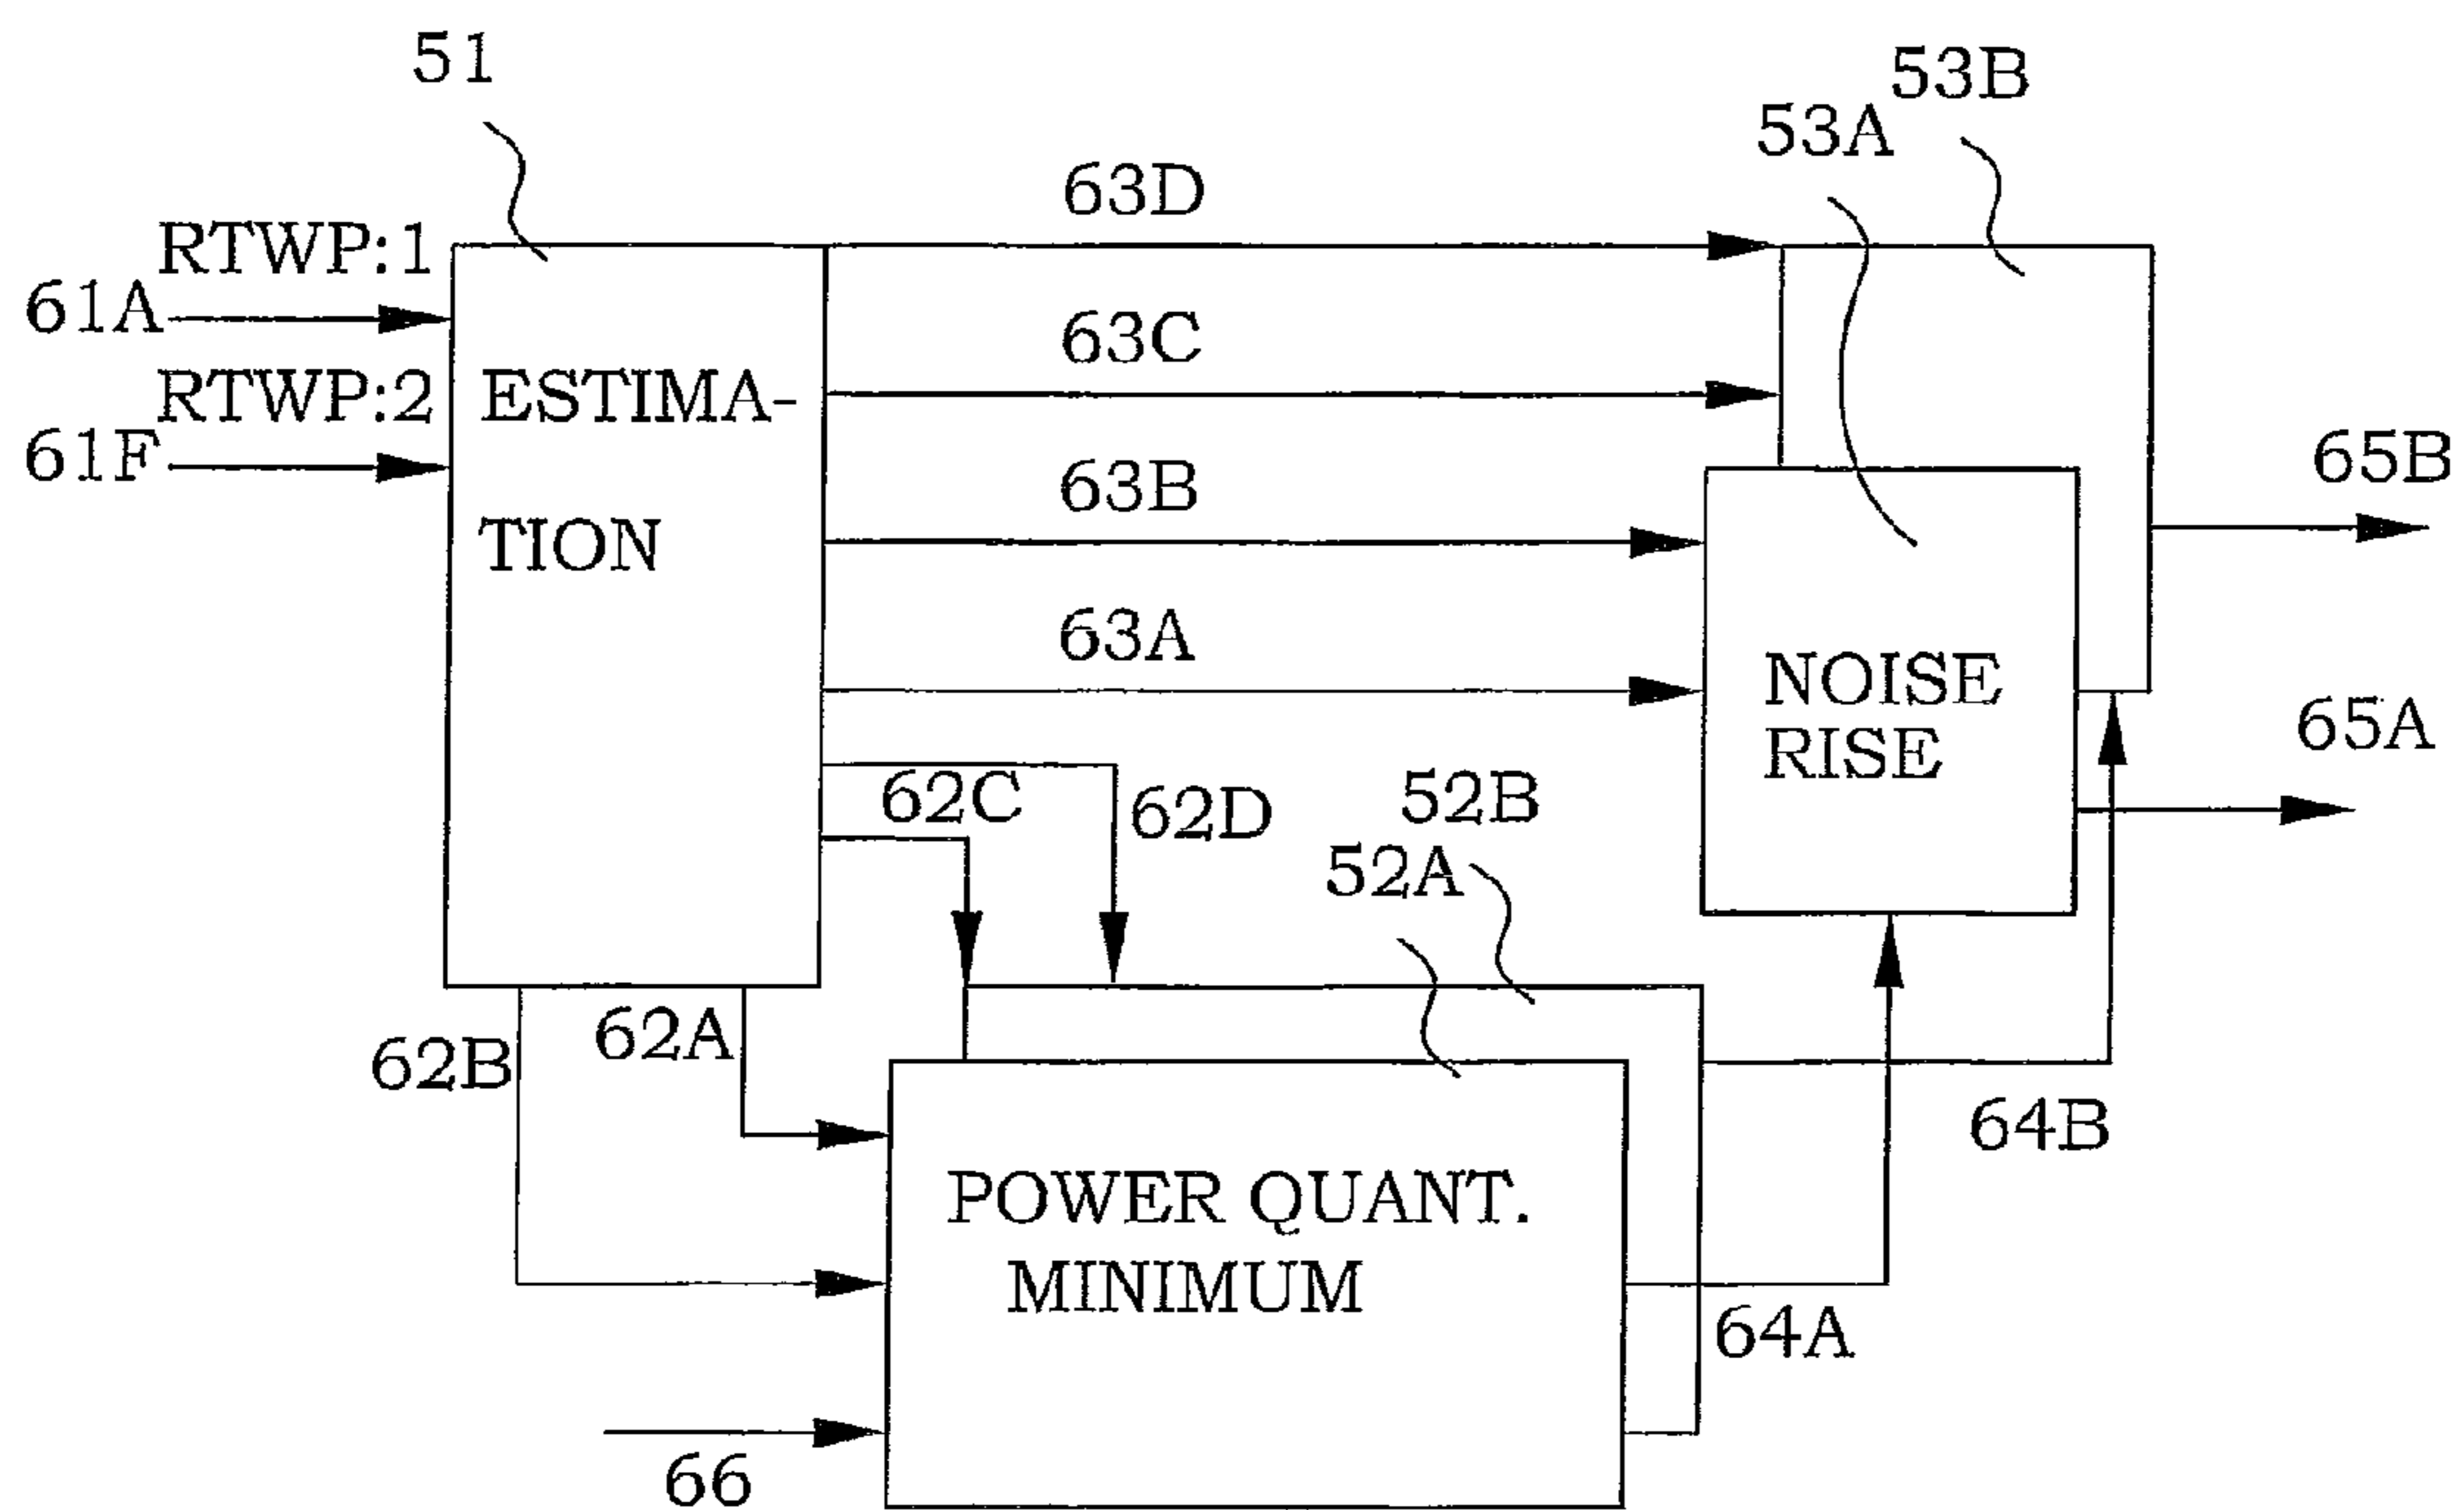 51
53B
53A
63D
RTWP:1
61A
63C
RTWP:2
ESTIMA-
61F
63B
65B
TION
63A
NOISE
RISE
65A
62C
62D
52B
52A
62B
62A
64B
POWER QUANT.
MINIMUM
64A
66